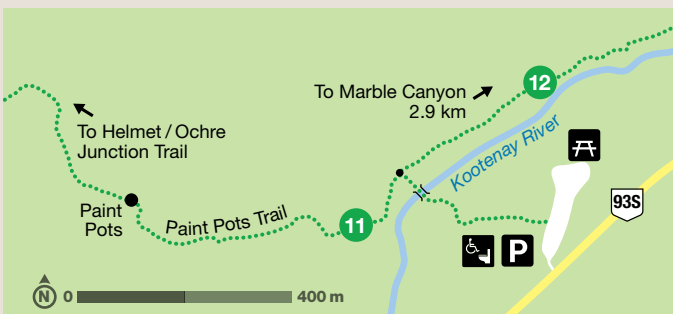 To Marble Canyon
2.9 km
12
To Helmet / Ochre
Junction Trail
Kootenay River
Paint
Pots
Paint Pots Trail
11
93S
P
N
0
400 m